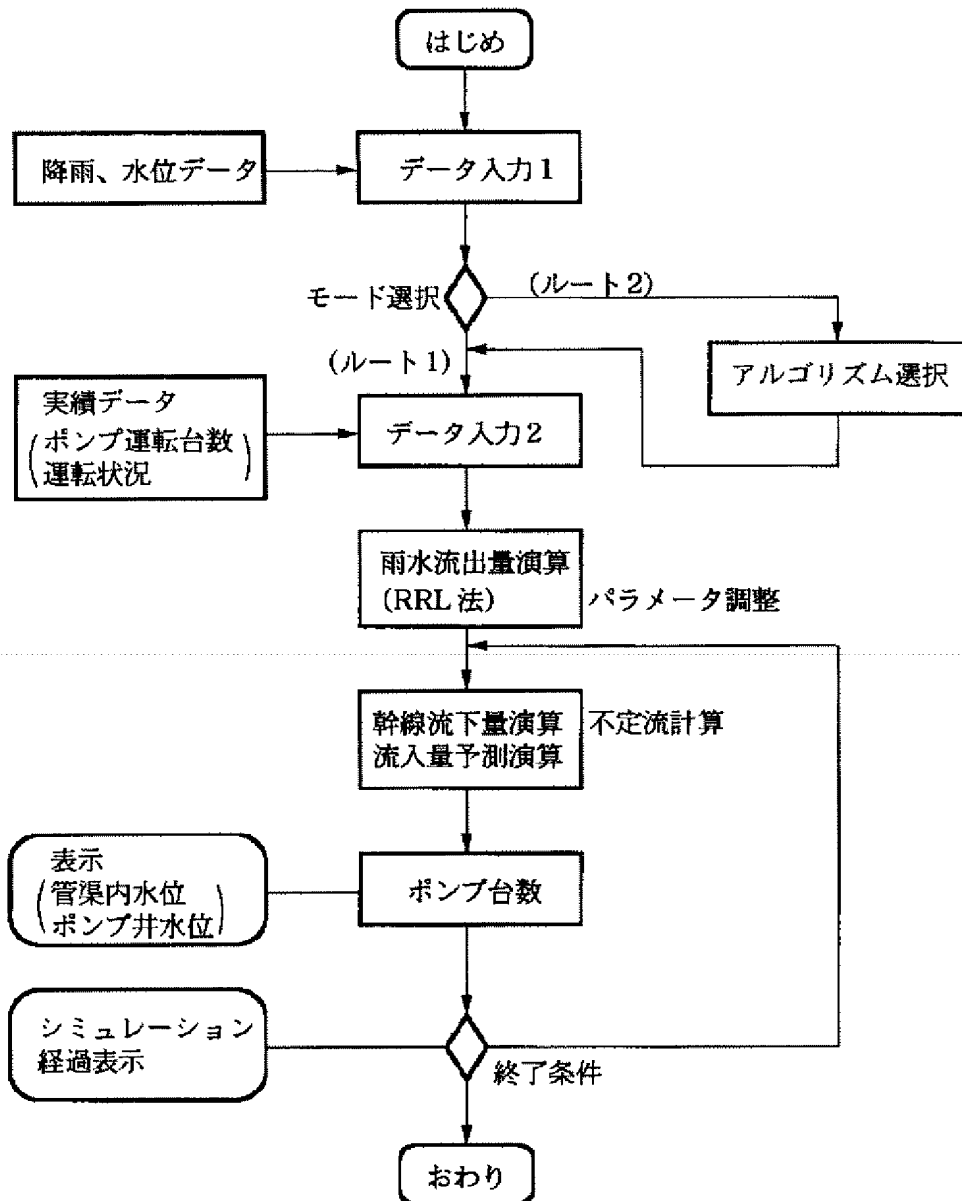 はじめ
降雨、水位データ
データ入力1
モード選択
(ルート2)
(ルート1)
アルゴリズム選択
実績データ
(ポンプ運転台数
運転状況)
データ入力2
雨水流出量演算
(RRL法)
パラメータ調整
幹線流下量演算
流入量予測演算
不定流計算
表示
(管渠内水位
ポンプ井水位)
ポンプ台数
シミュレーション
経過表示
終了条件
おわり